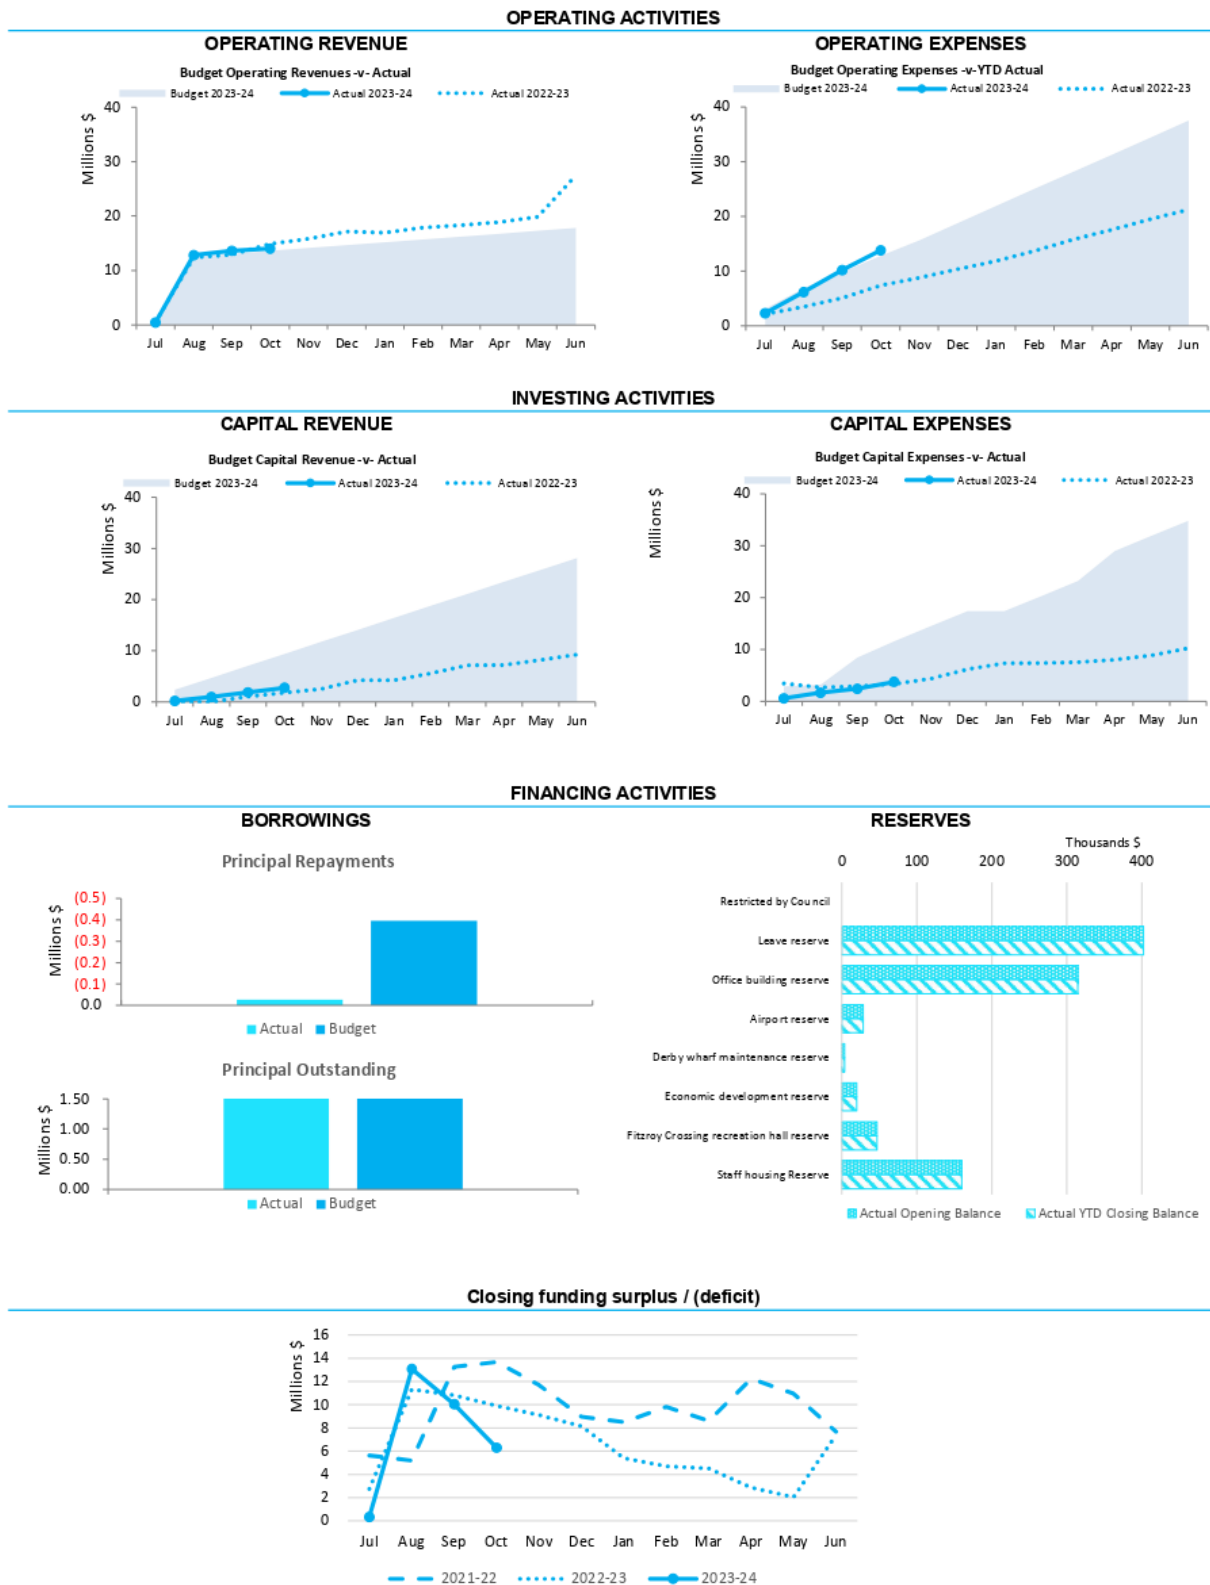 OPERATING ACTIVITIES
OPERATING REVENUE
Budget Operating Revenues -v- Actual
Budget 2023-24 Actual 2023-24 Actual 2022-23
Millions $
40
30
20
10
0
Jul Aug Sep Oct Nov Dec Jan Feb Mar Apr May Jun
OPERATING EXPENSES
Budget Operating Expenses -v-YTD Actual
Budget 2023-24 Actual 2023-24 Actual 2022-23
Millions $
40
30
20
10
0
Jul Aug Sep Oct Nov Dec Jan Feb Mar Apr May Jun
INVESTING ACTIVITIES
CAPITAL REVENUE
Budget Capital Revenue -v- Actual
Budget 2023-24 Actual 2023-24 Actual 2022-23
Millions $
40
30
20
10
0
Jul Aug Sep Oct Nov Dec Jan Feb Mar Apr May Jun
CAPITAL EXPENSES
Budget Capital Expenses -v- Actual
Budget 2023-24 Actual 2023-24 Actual 2022-23
Millions $
40
30
20
10
0
Jul Aug Sep Oct Nov Dec Jan Feb Mar Apr May Jun
FINANCING ACTIVITIES
BORROWINGS
Principal Repayments
Millions $
(0.5)
(0.4)
(0.3)
(0.2)
(0.1)
0.0
Actual Budget
Principal Outstanding
Millions $
1.50
1.00
0.50
0.00
Actual Budget
RESERVES
Thousands $
0 100 200 300 400
Restricted by Council
Leave reserve
Office building reserve
Airport reserve
Derby wharf maintenance reserve
Economic development reserve
Fitzroy Crossing recreation hall reserve
Staff housing Reserve
Actual Opening Balance Actual YTD Closing Balance
Closing funding surplus / (deficit)
Millions $
16
14
12
10
8
6
4
2
0
Jul Aug Sep Oct Nov Dec Jan Feb Mar Apr May Jun
2021-22 2022-23 2023-24